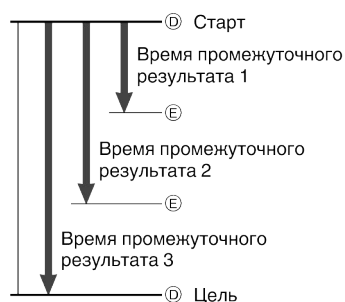 Ⓓ Старт
Время промежуточного
результата 1
Ⓔ
Время промежуточного
результата 2
Ⓔ
Время промежуточного
результата 3
Ⓓ Цель